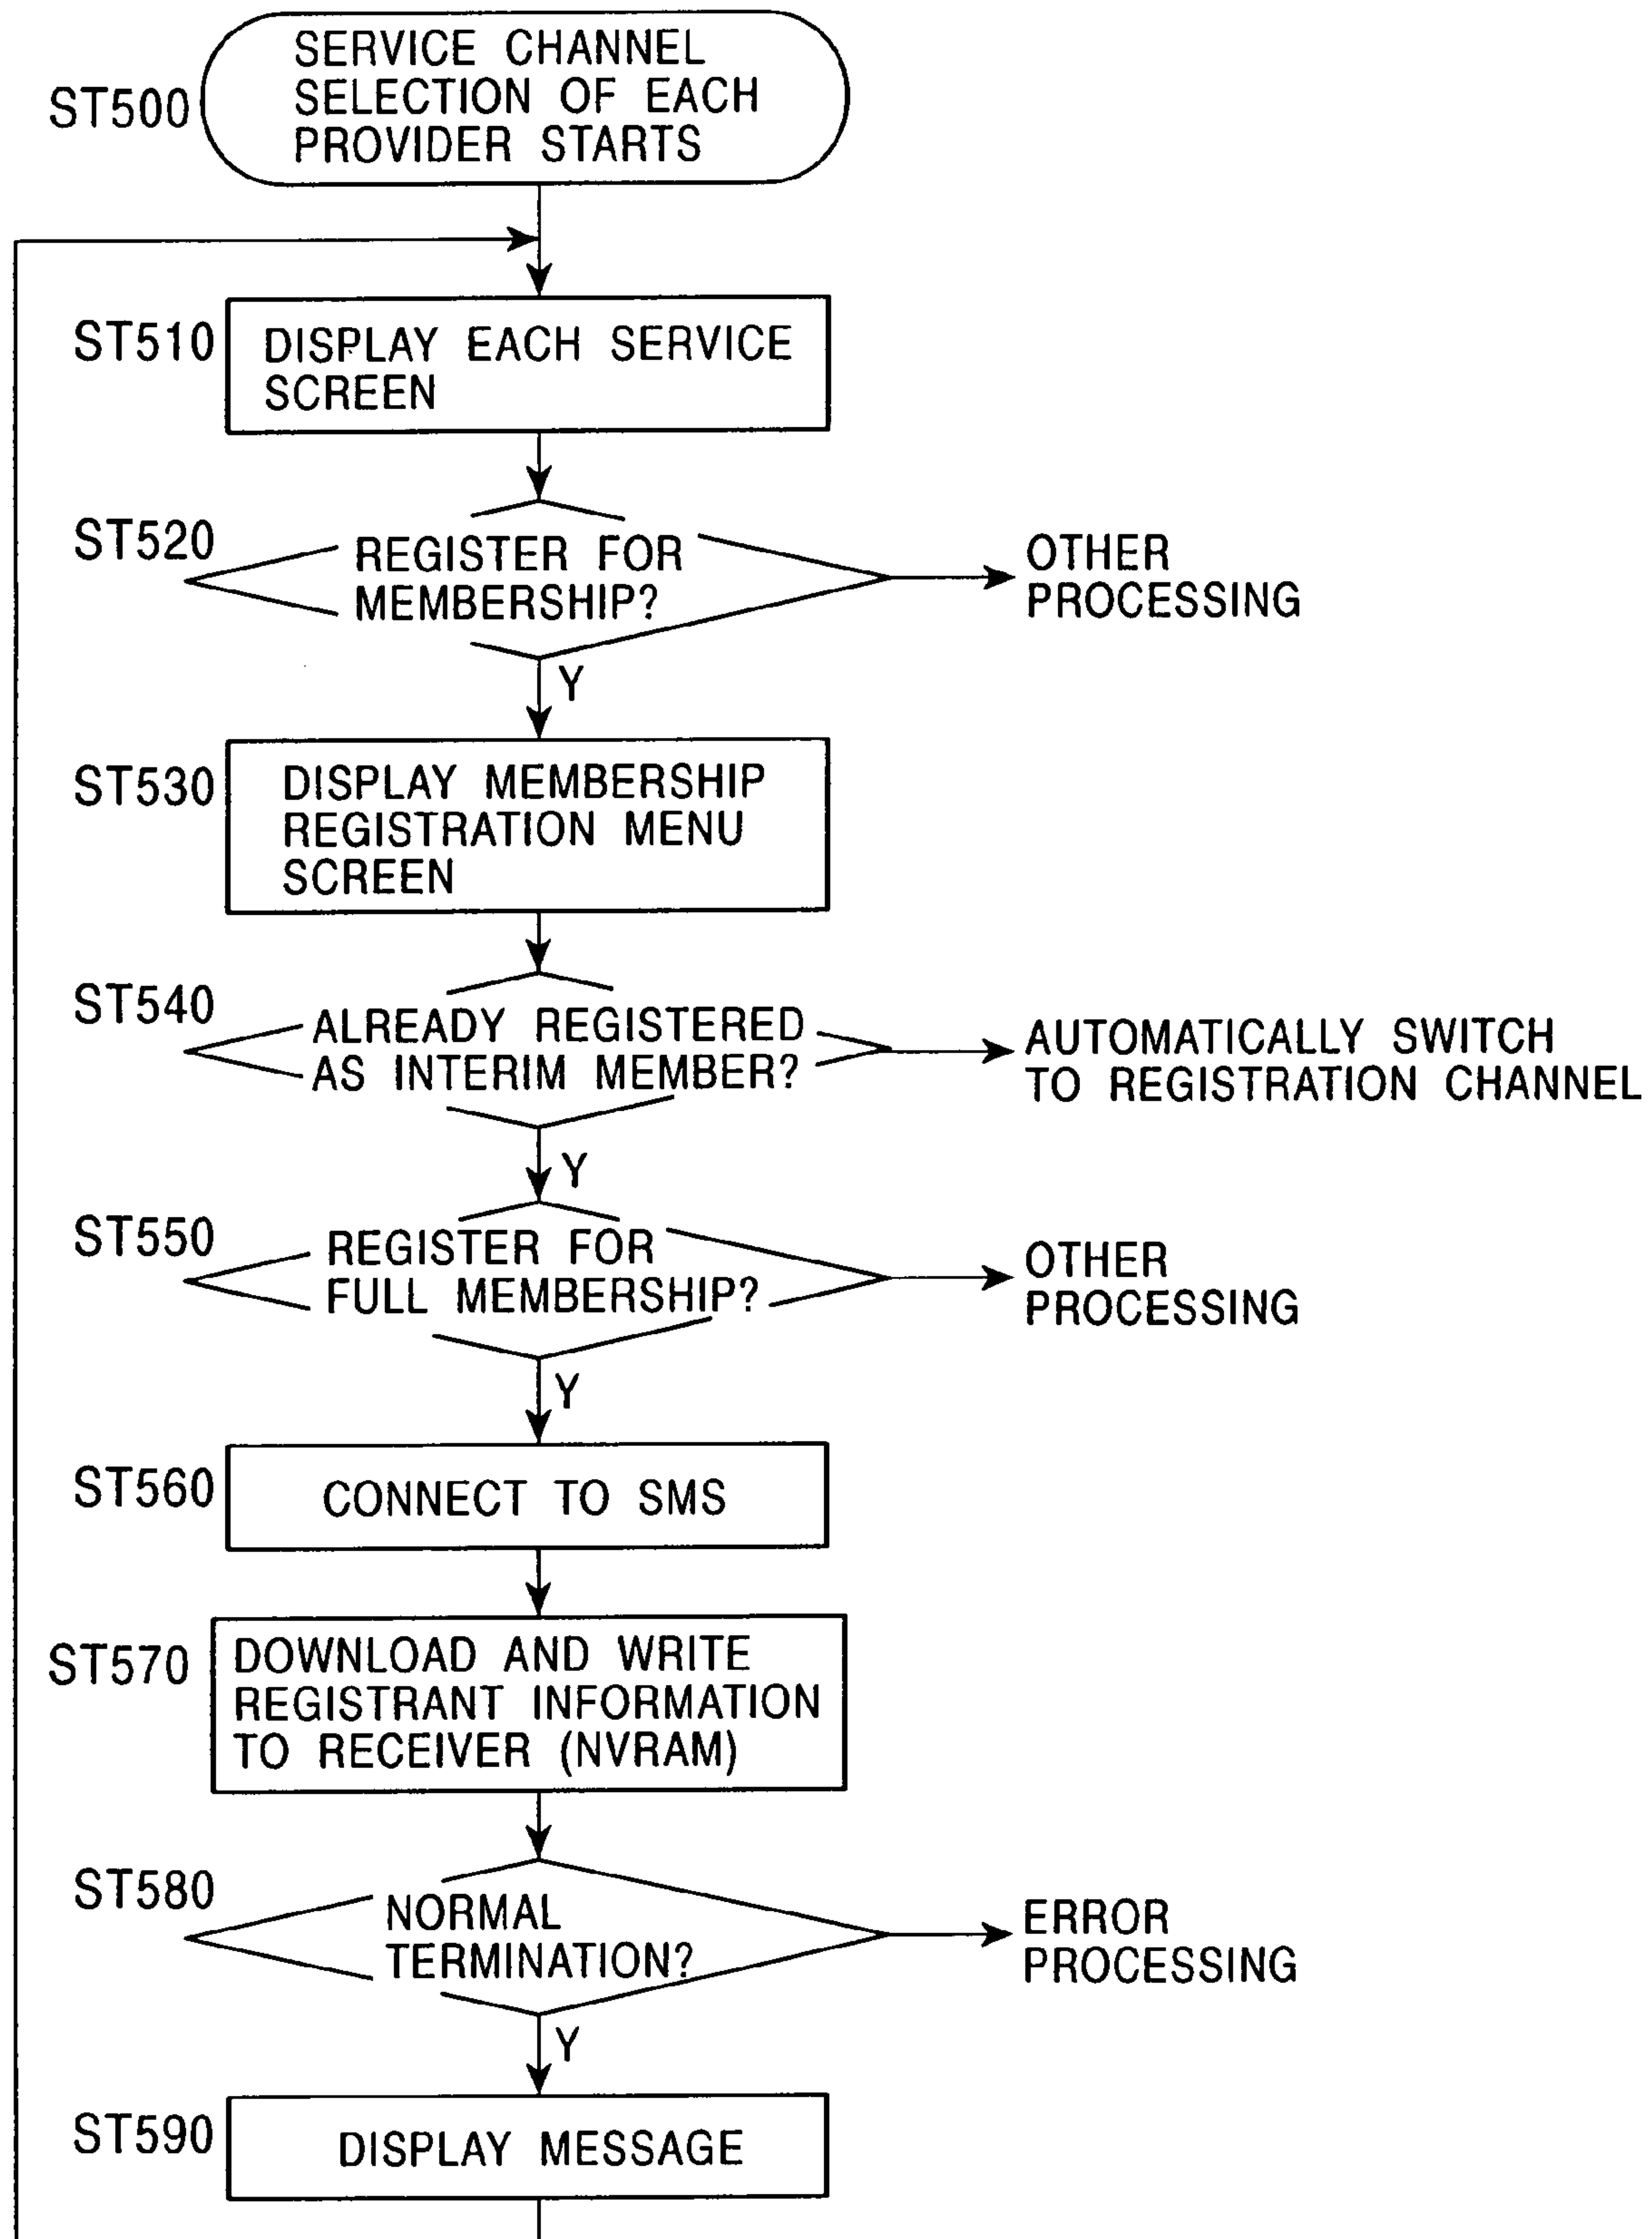 SERVICE CHANNEL
SELECTION OF EACH
PROVIDER STARTS
ST500
ST510
DISPLAY EACH SERVICE
SCREEN
ST520
REGISTER FOR
MEMBERSHIP?
OTHER
PROCESSING
Y
ST530
DISPLAY MEMBERSHIP
REGISTRATION MENU
SCREEN
ST540
ALREADY REGISTERED
AS INTERIM MEMBER?
AUTOMATICALLY SWITCH
TO REGISTRATION CHANNEL
Y
ST550
REGISTER FOR
FULL MEMBERSHIP?
OTHER
PROCESSING
Y
ST560
CONNECT TO SMS
ST570
DOWNLOAD AND WRITE
REGISTRANT INFORMATION
TO RECEIVER (NVRAM)
ST580
NORMAL
TERMINATION?
ERROR
PROCESSING
Y
ST590
DISPLAY MESSAGE